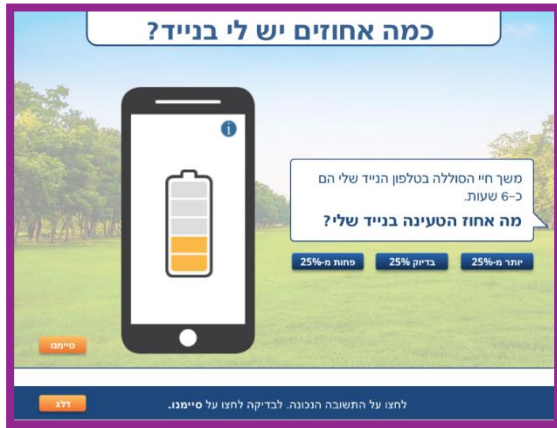 כמה אחוזים יש לי בנייד?
i
משך חיי הסוללה בטלפון הנייד שלי הם
כ-6 שעות.
מה אחוז הטעינה בנייד שלי?
יותר מ-25% בדיוק 25% פחות מ-25%
סיימנו
לחצו על התשובה הנכונה. לבדיקה לחצו על סיימנו.
דלג